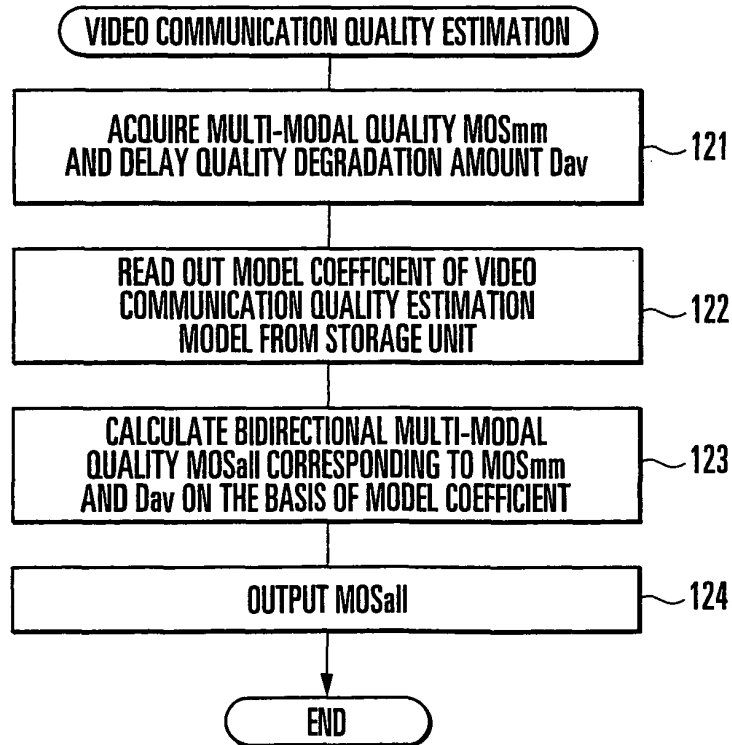 VIDEO COMMUNICATION QUALITY ESTIMATION
ACQUIRE MULTI-MODAL QUALITY MOSmm
AND DELAY QUALITY DEGRADATION AMOUNT Dav
121
READ OUT MODEL COEFFICIENT OF VIDEO
COMMUNICATION QUALITY ESTIMATION
MODEL FROM STORAGE UNIT
122
CALCULATE BIDIRECTIONAL MULTI-MODAL
QUALITY MOSall CORRESPONDING TO MOSmm
AND Dav ON THE BASIS OF MODEL COEFFICIENT
123
OUTPUT MOSall
124
END